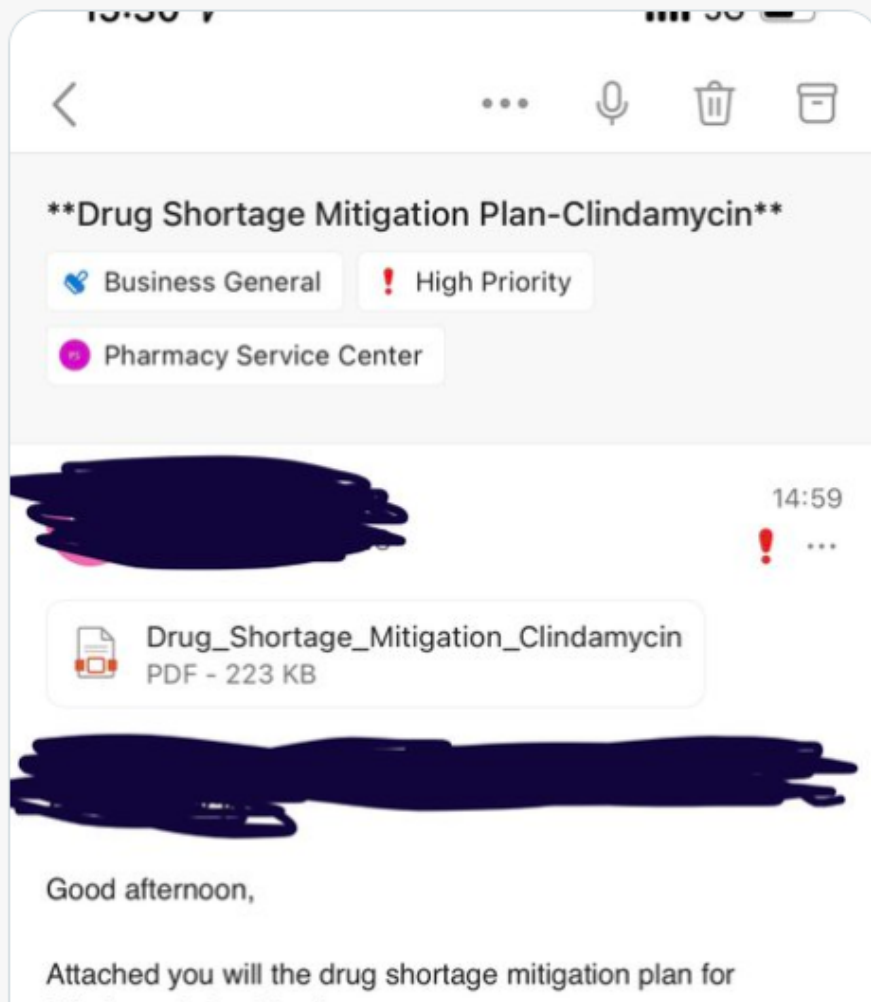 **Drug Shortage Mitigation Plan-Clindamycin**
Business General
High Priority
Pharmacy Service Center
14:59
Drug_Shortage_Mitigation_Clindamycin
PDF - 223 KB
Good afternoon,
Attached you will the drug shortage mitigation plan for